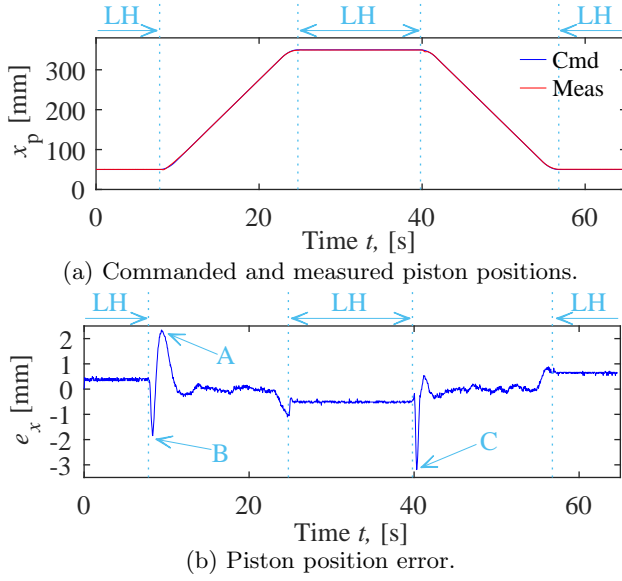 LH LH LH
x_p [mm]
300
200
100
0
Cmd
Meas
0 20 40 60
Time t, [s]
(a) Commanded and measured piston positions.
LH LH LH
e_x [mm]
2
1
0
-1
-2
-3
A
B
C
0 20 40 60
Time t, [s]
(b) Piston position error.